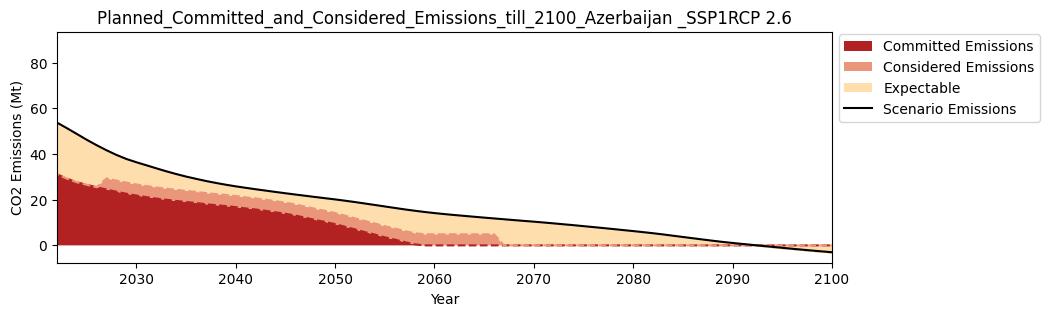 Planned_Committed_and_Considered_Emissions_till_2100_Azerbaijan _SSP1RCP 2.6
CO2 Emissions (Mt)
80
60
40
20
0
2030 2040 2050 2060 2070 2080 2090 2100
Year
Committed Emissions
Considered Emissions
Expectable
Scenario Emissions